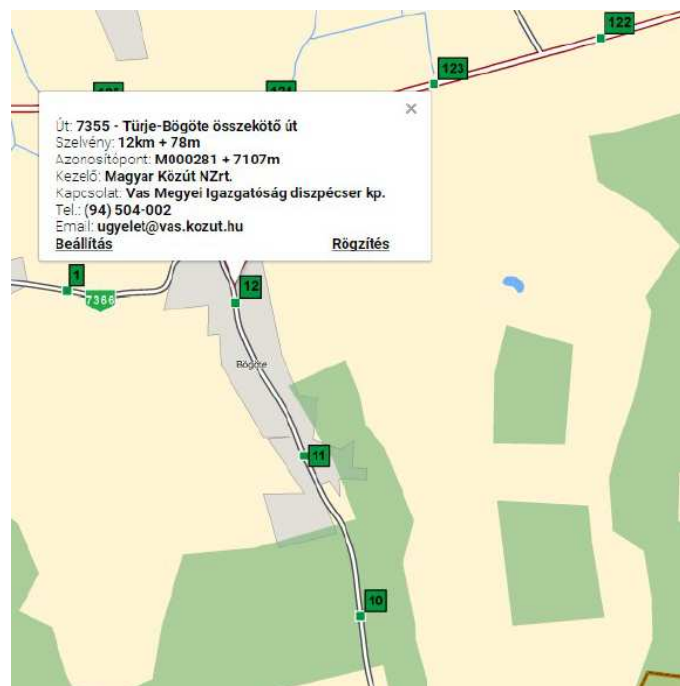 122
123
×
Út: 7355 - Türje-Bögöte összekötő út
Szelvény: 12km + 78m
Azonosítópont: M000281 + 7107m
Kezelő: Magyar Közút NZrt.
Kapcsolat: Vas Megyei Igazgatóság diszpécser kp.
Tel.: (94) 504-002
Email: ugyelet@vas.kozut.hu
Beállítás Rögzítés
1
7366
12
Bögöte
11
10